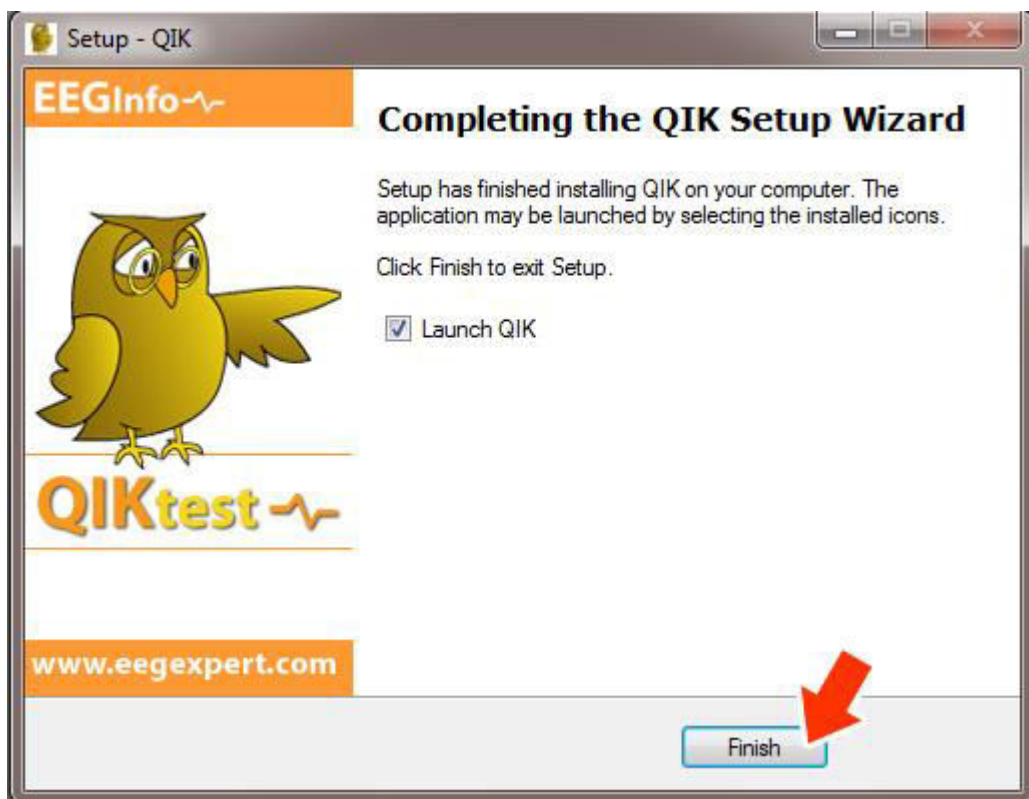 Setup - QIK
EEGInfo
Completing the QIK Setup Wizard
Setup has finished installing QIK on your computer. The
application may be launched by selecting the installed icons.
Click Finish to exit Setup.
Launch QIK
QIKtest
www.eegexpert.com
Finish